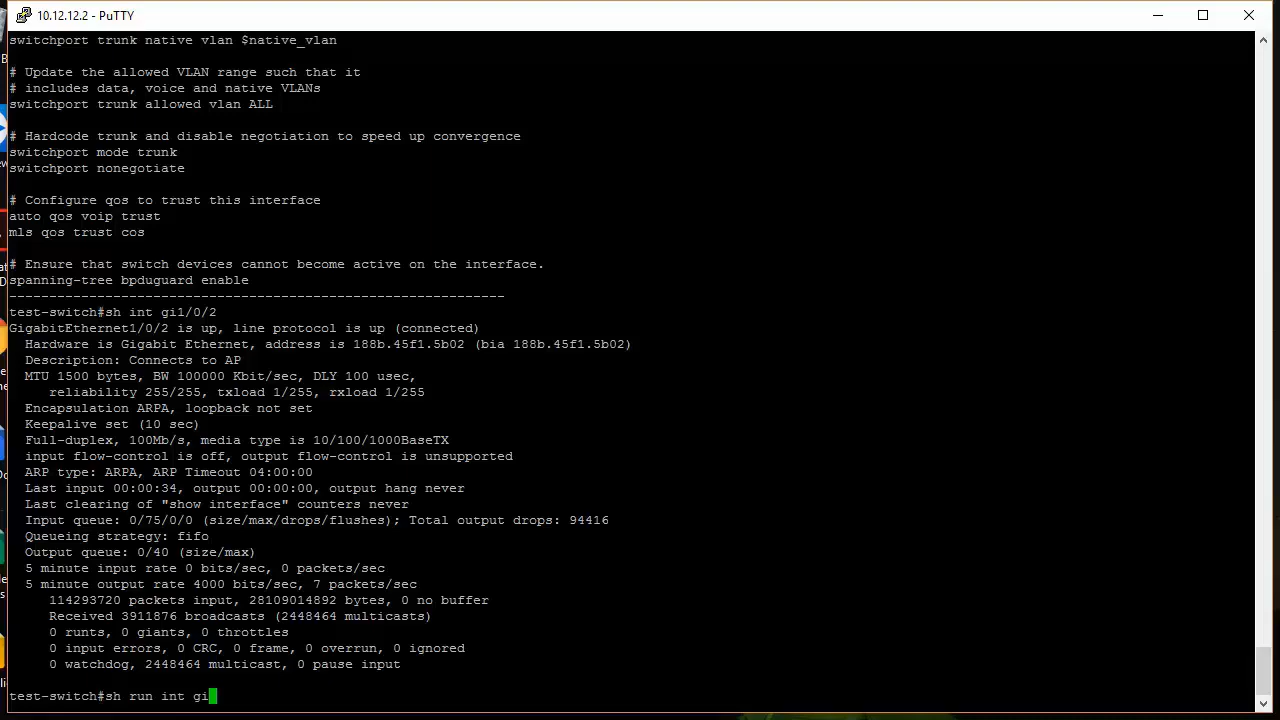 10.12.12.2 - PuTTY
switchport trunk native vlan $native_vlan
# Update the allowed VLAN range such that it
# includes data, voice and native VLANs
switchport trunk allowed vlan ALL
# Hardcode trunk and disable negotiation to speed up convergence
switchport mode trunk
switchport nonegotiate
# Configure qos to trust this interface
auto qos voip trust
mls qos trust cos
# Ensure that switch devices cannot become active on the interface.
spanning-tree bpduguard enable
--------------------------------------------------------------
test-switch#sh int gi1/0/2
GigabitEthernet1/0/2 is up, line protocol is up (connected)
Hardware is Gigabit Ethernet, address is 188b.45f1.5b02 (bia 188b.45f1.5b02)
Description: Connects to AP
MTU 1500 bytes, BW 100000 Kbit/sec, DLY 100 usec,
reliability 255/255, txload 1/255, rxload 1/255
Encapsulation ARPA, loopback not set
Keepalive set (10 sec)
Full-duplex, 100Mb/s, media type is 10/100/1000BaseTX
input flow-control is off, output flow-control is unsupported
ARP type: ARPA, ARP Timeout 04:00:00
Last input 00:00:34, output 00:00:00, output hang never
Last clearing of "show interface" counters never
Input queue: 0/75/0/0 (size/max/drops/flushes); Total output drops: 94416
Queueing strategy: fifo
Output queue: 0/40 (size/max)
5 minute input rate 0 bits/sec, 0 packets/sec
5 minute output rate 4000 bits/sec, 7 packets/sec
114293720 packets input, 28109014892 bytes, 0 no buffer
Received 3911876 broadcasts (2448464 multicasts)
0 runts, 0 giants, 0 throttles
0 input errors, 0 CRC, 0 frame, 0 overrun, 0 ignored
0 watchdog, 2448464 multicast, 0 pause input
test-switch#sh run int gi